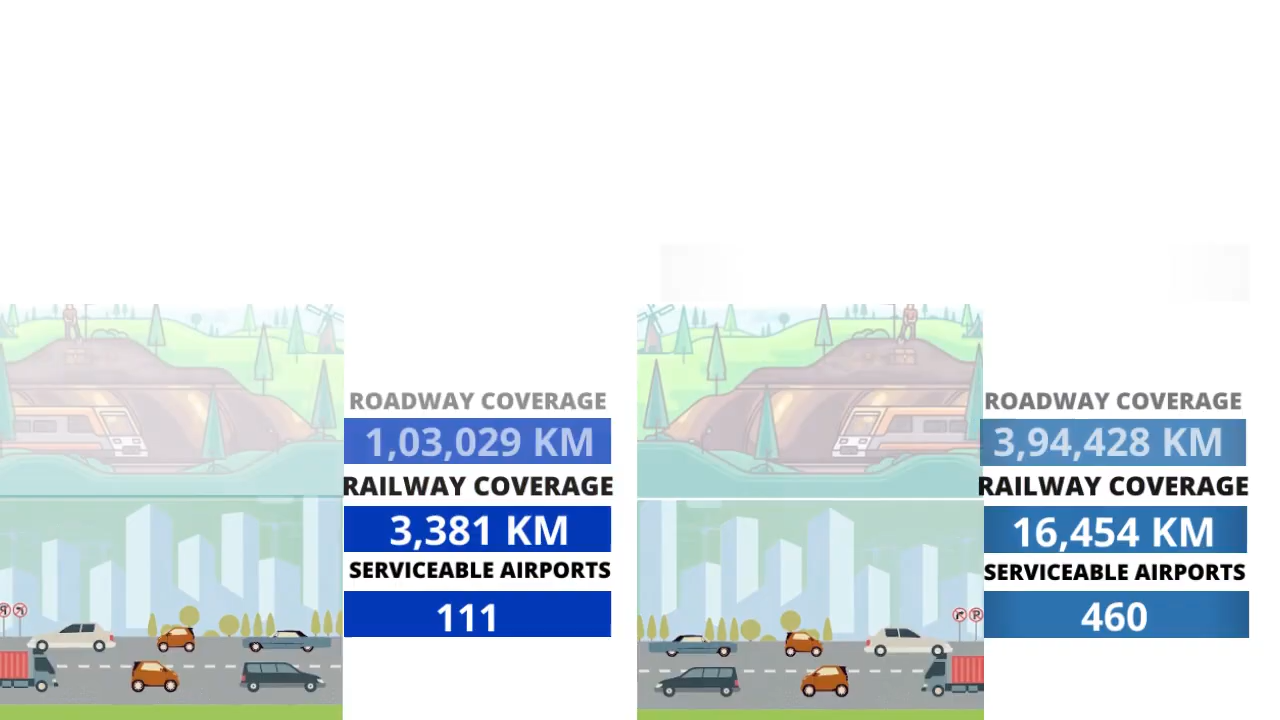 ROADWAY COVERAGE
1,03,029 KM
RAILWAY COVERAGE
3,381 KM
SERVICEABLE AIRPORTS
111
ROADWAY COVERAGE
3,94,428 KM
RAILWAY COVERAGE
16,454 KM
SERVICEABLE AIRPORTS
460